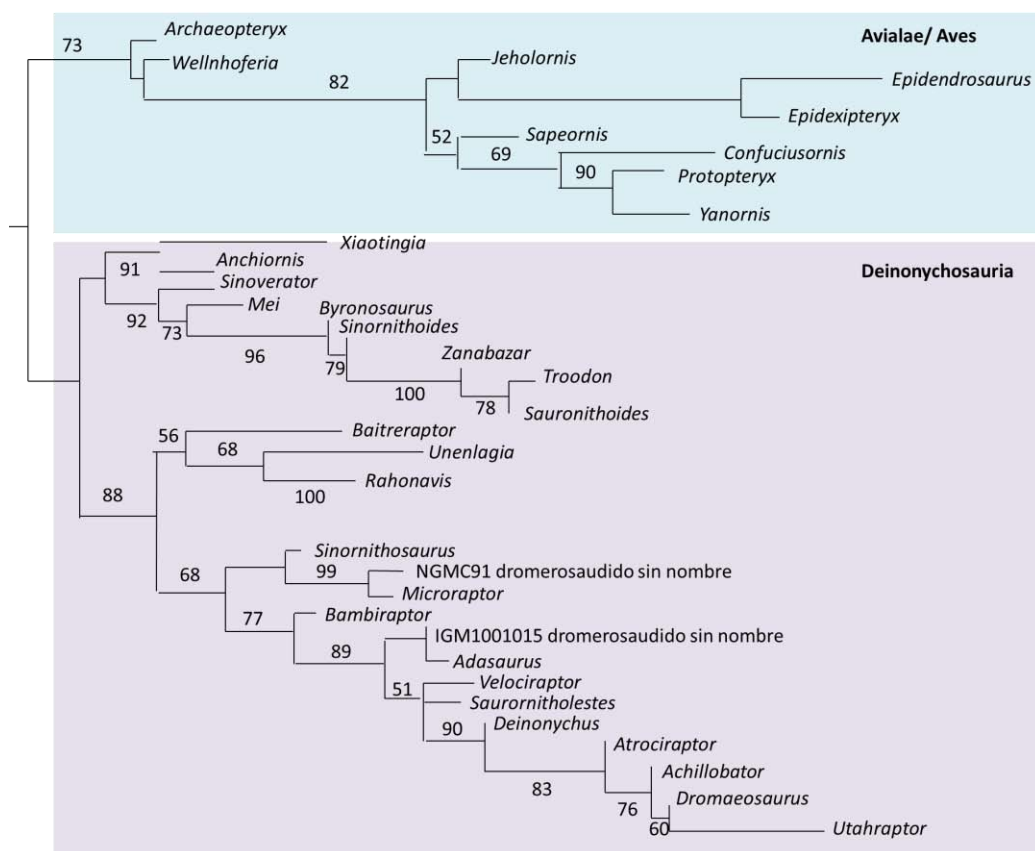 Archaeopteryx
73
Avialae/ Aves
Wellnhoferia
Jeholornis
82
Epidendrosaurus
Epidexipteryx
52
Sapeornis
69
Confuciusornis
90
Protopteryx
Yanornis
Xiaotingia
91
Anchiornis
Deinonychosauria
Sinoverator
Mei
92
73
Byronosaurus
Sinornithoides
96
79
Zanabazar
100
Troodon
78
Sauronithoides
56
Baitreraptor
68
Unenlagia
88
100
Rahonavis
Sinornithosaurus
68
99
NGMC91 dromerosaudido sin nombre
Microraptor
77
Bambiraptor
89
IGM1001015 dromerosaudido sin nombre
Adasaurus
51
Velociraptor
Saurornitholestes
90
Deinonychus
Atrociraptor
83
Achillobator
76
Dromaeosaurus
60
Utahraptor